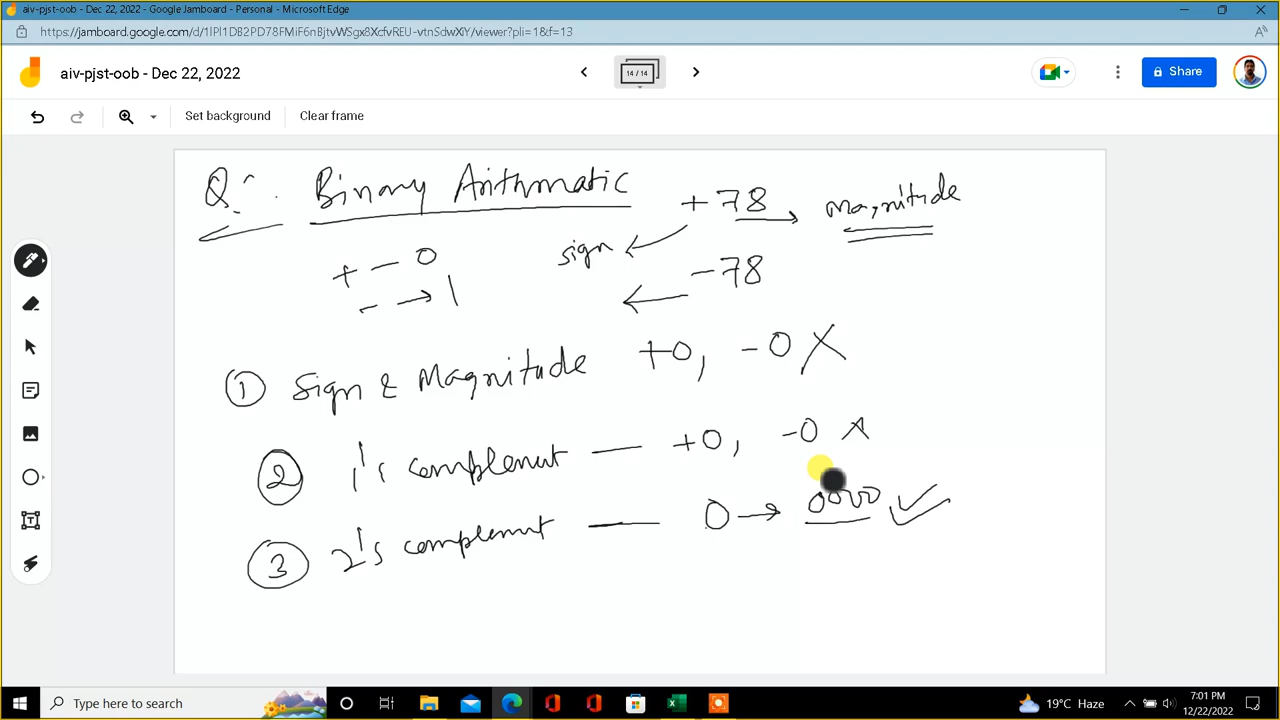 aiv-pjst-oob - Dec 22, 2022 - Google Jamboard - Personal - Microsoft Edge
https://jamboard.google.com/d/1lPl1DB2PD78FMiF6nBjtvWSgx8XcfvREU-vtnSdwXlY/viewer?pli=1&f=13
aiv-pjst-oob - Dec 22, 2022
14 / 14
Share
Set background
Clear frame
Q:- Binary Arithmatic
+78 → Magnitude
sign ←
+ – 0
-78
- → 1
① Sign & Magnitude +0, -0 X
② 1's complement — +0, -0 X
③ 2's complement — 0 → 0000 ✓
Type here to search
19°C Haze
7:01 PM
12/22/2022